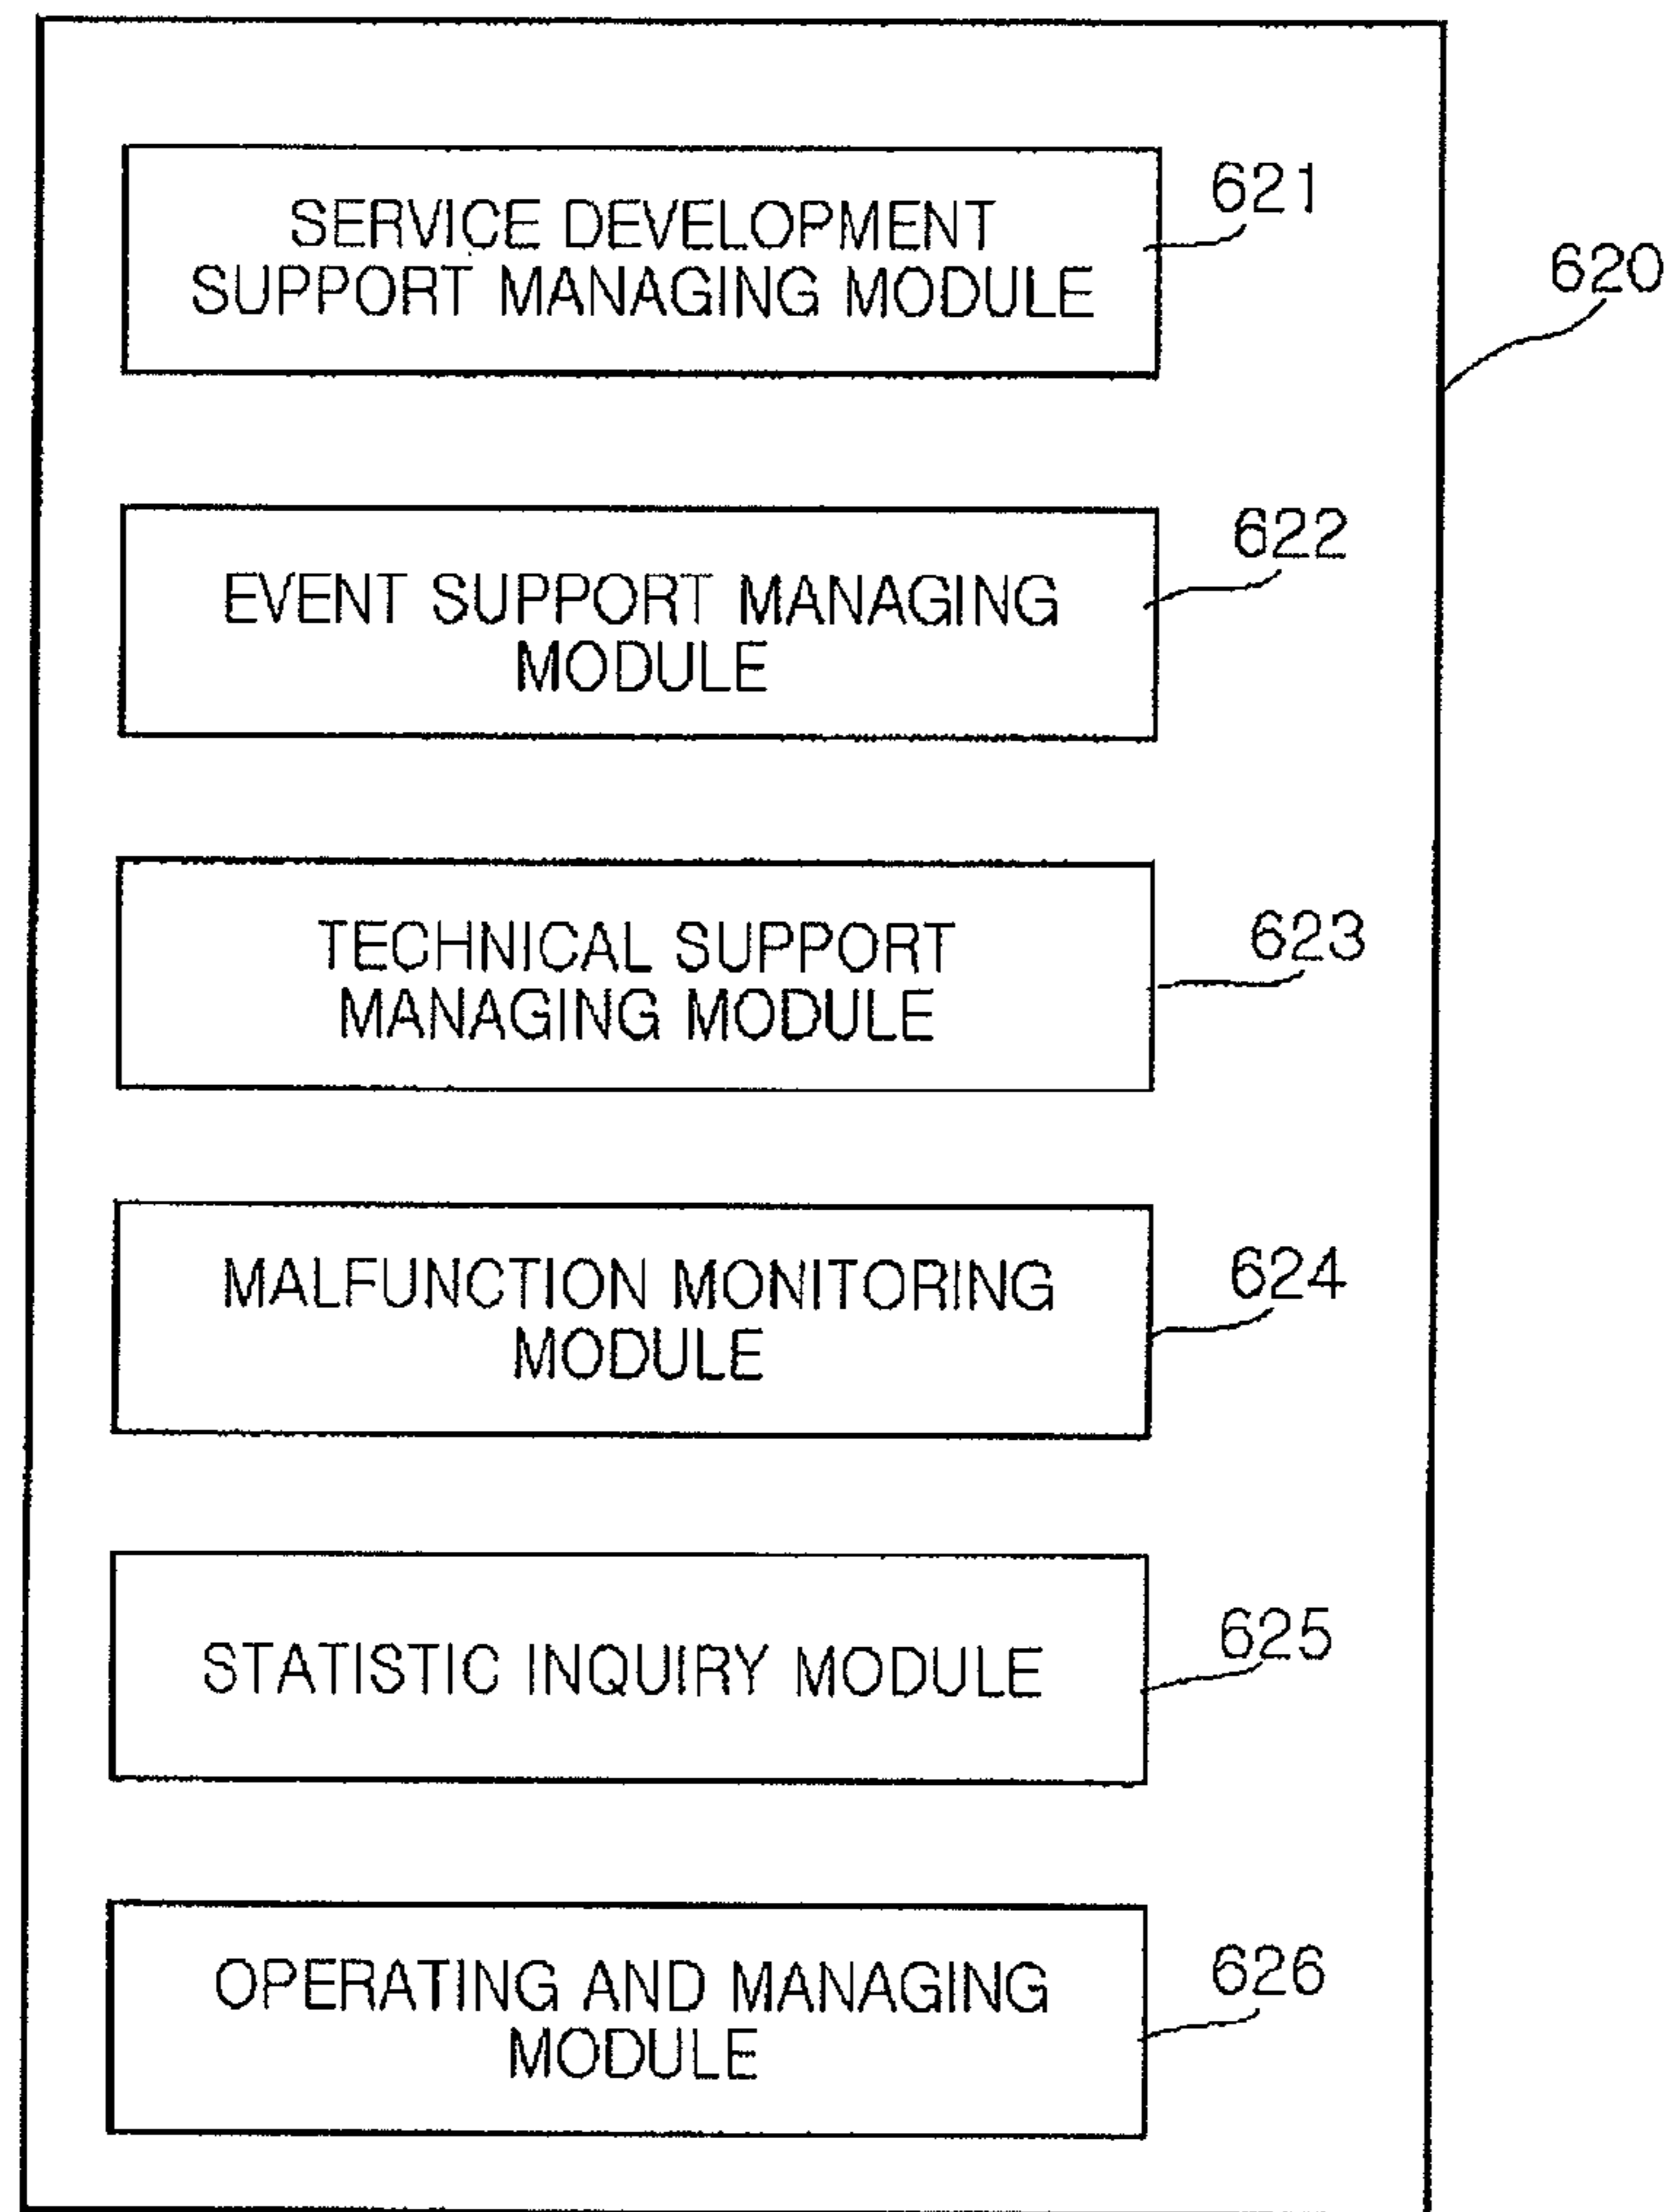 SERVICE DEVELOPMENT
SUPPORT MANAGING MODULE
621
620
EVENT SUPPORT MANAGING
MODULE
622
TECHNICAL SUPPORT
MANAGING MODULE
623
MALFUNCTION MONITORING
MODULE
624
STATISTIC INQUIRY MODULE
625
OPERATING AND MANAGING
MODULE
626